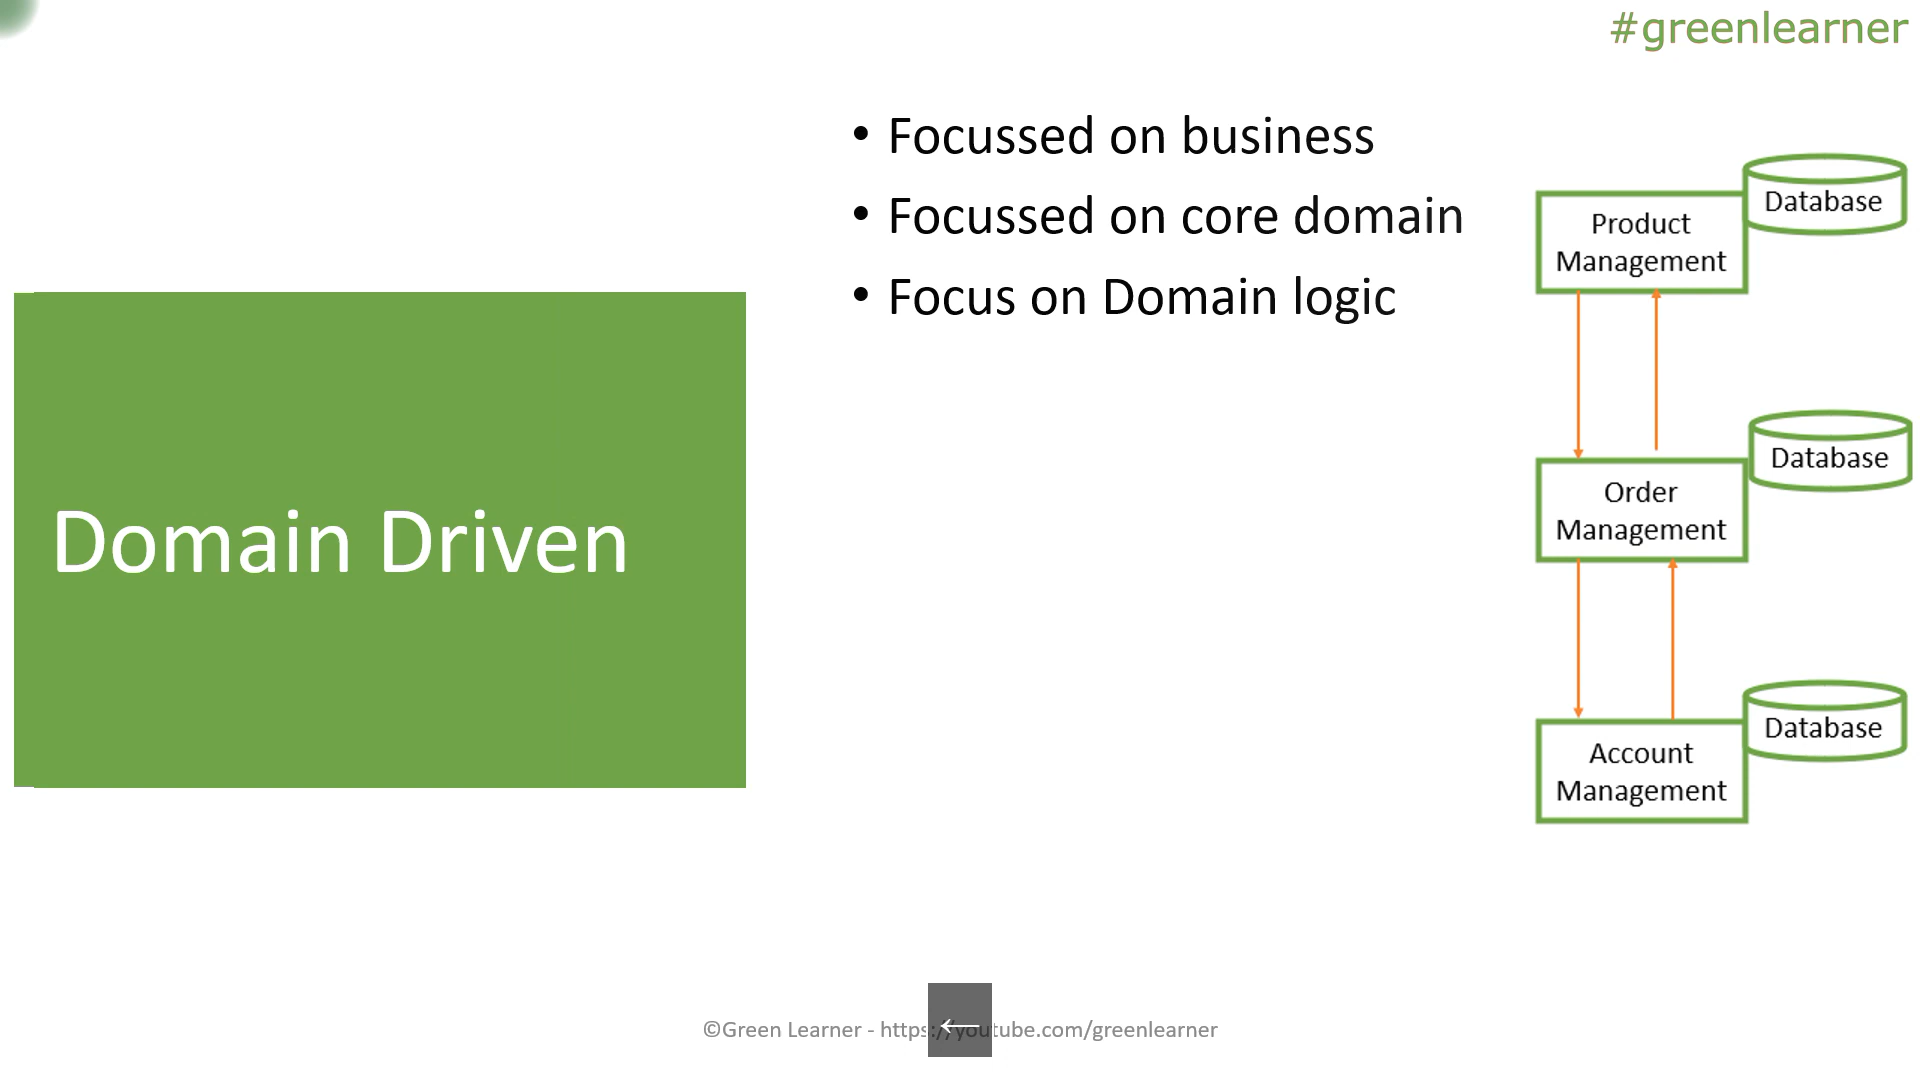 #greenlearner
• Focussed on business
• Focussed on core domain
• Focus on Domain logic
Domain Driven
Product
Management
Database
Order
Management
Database
Account
Management
Database
©Green Learner - https://youtube.com/greenlearner